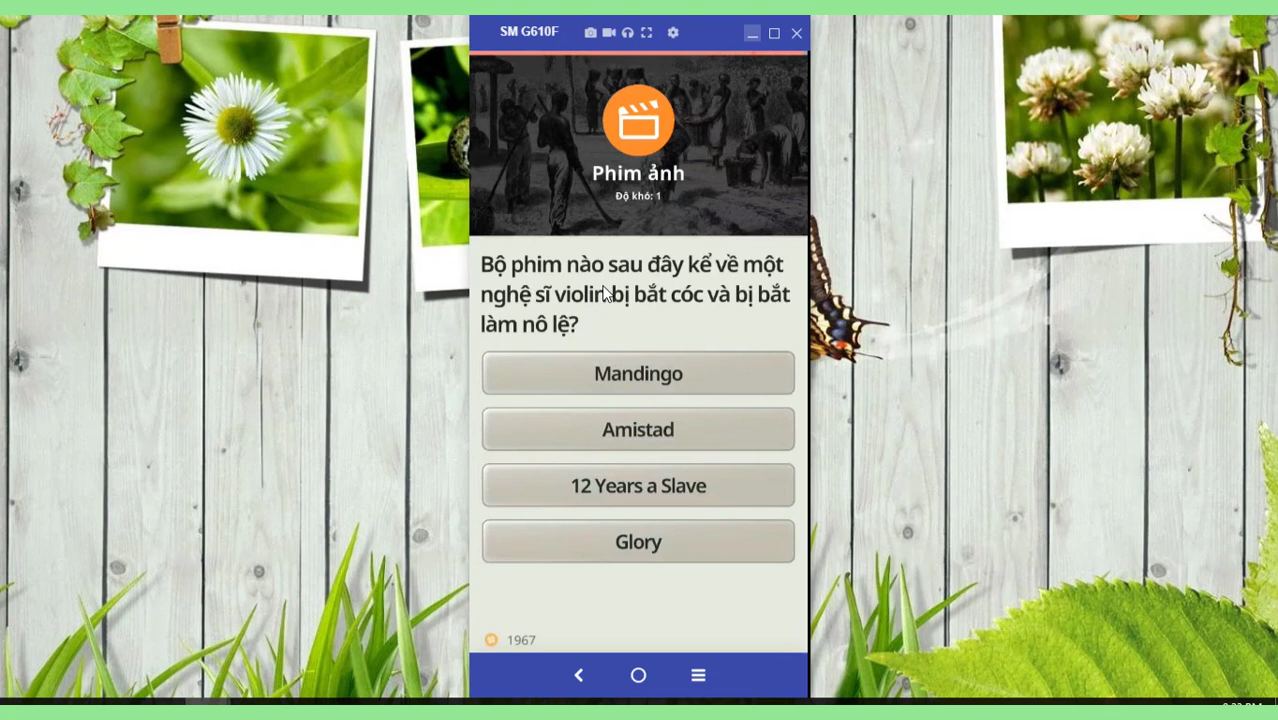 SM G610F
Phim ảnh
Độ khó: 1
Bộ phim nào sau đây kể về một
nghệ sĩ violin bị bắt cóc và bị bắt
làm nô lệ?
Mandingo
Amistad
12 Years a Slave
Glory
1967